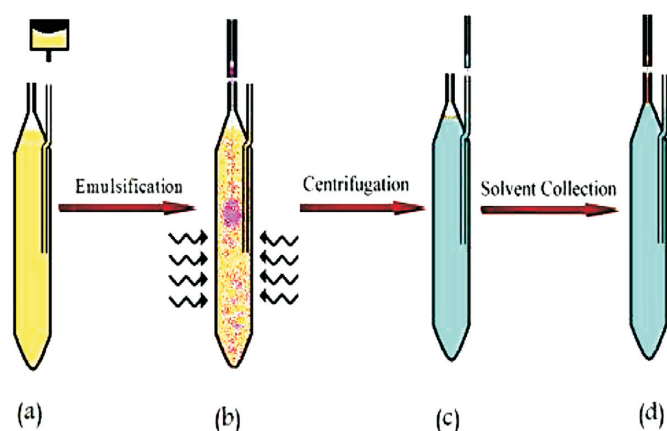 Emulsification
Centrifugation
Solvent Collection
(a)
(b)
(c)
(d)